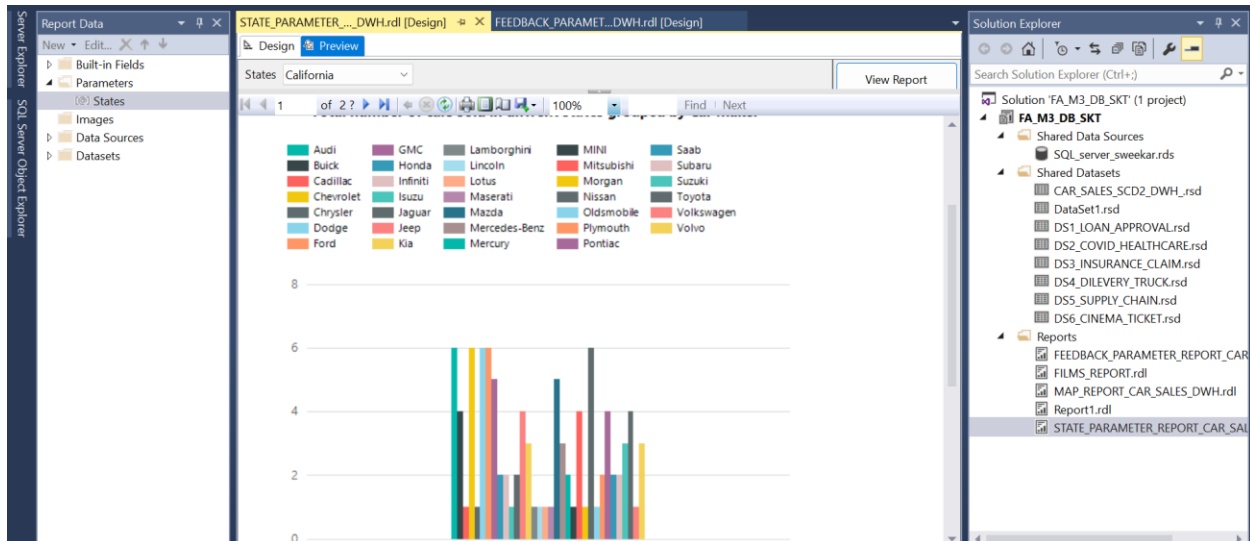 Server Explorer
SQL Server Object Explorer
Report Data
New Edit...
Built-in Fields
Parameters
States
Images
Data Sources
Datasets
STATE_PARAMETER_..._DWH.rdl [Design]
FEEDBACK_PARAMET...DWH.rdl [Design]
Design
Preview
States California
View Report
1 of 2 ? 100% Find | Next
grouped by car maker
Audi GMC Lamborghini MINI Saab
Buick Honda Lincoln Mitsubishi Subaru
Cadillac Infiniti Lotus Morgan Suzuki
Chevrolet Isuzu Maserati Nissan Toyota
Chrysler Jaguar Mazda Oldsmobile Volkswagen
Dodge Jeep Mercedes-Benz Plymouth Volvo
Ford Kia Mercury Pontiac
8
6
4
2
0
Solution Explorer
Search Solution Explorer (Ctrl+;)
Solution 'FA_M3_DB_SKT' (1 project)
FA_M3_DB_SKT
Shared Data Sources
SQL_server_sweekar.rds
Shared Datasets
CAR_SALES_SCD2_DWH_.rsd
DataSet1.rsd
DS1_LOAN_APPROVAL.rsd
DS2_COVID_HEALTHCARE.rsd
DS3_INSURANCE_CLAIM.rsd
DS4_DILEVERY_TRUCK.rsd
DS5_SUPPLY_CHAIN.rsd
DS6_CINEMA_TICKET.rsd
Reports
FEEDBACK_PARAMETER_REPORT_CAR
FILMS_REPORT.rdl
MAP_REPORT_CAR_SALES_DWH.rdl
Report1.rdl
STATE_PARAMETER_REPORT_CAR_SAL